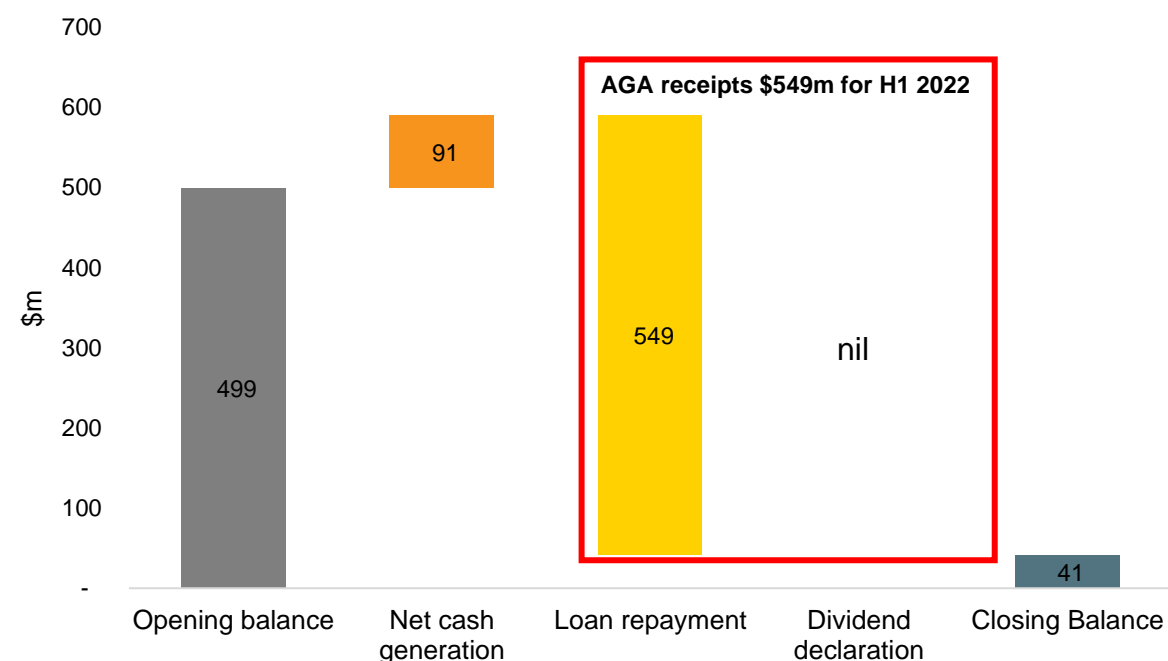 700
AGA receipts $549m for H1 2022
600
91
500
400
$m
549
300
nil
499
200
100
41
-
Opening balance
Net cash
generation
Loan repayment
Dividend
declaration
Closing Balance